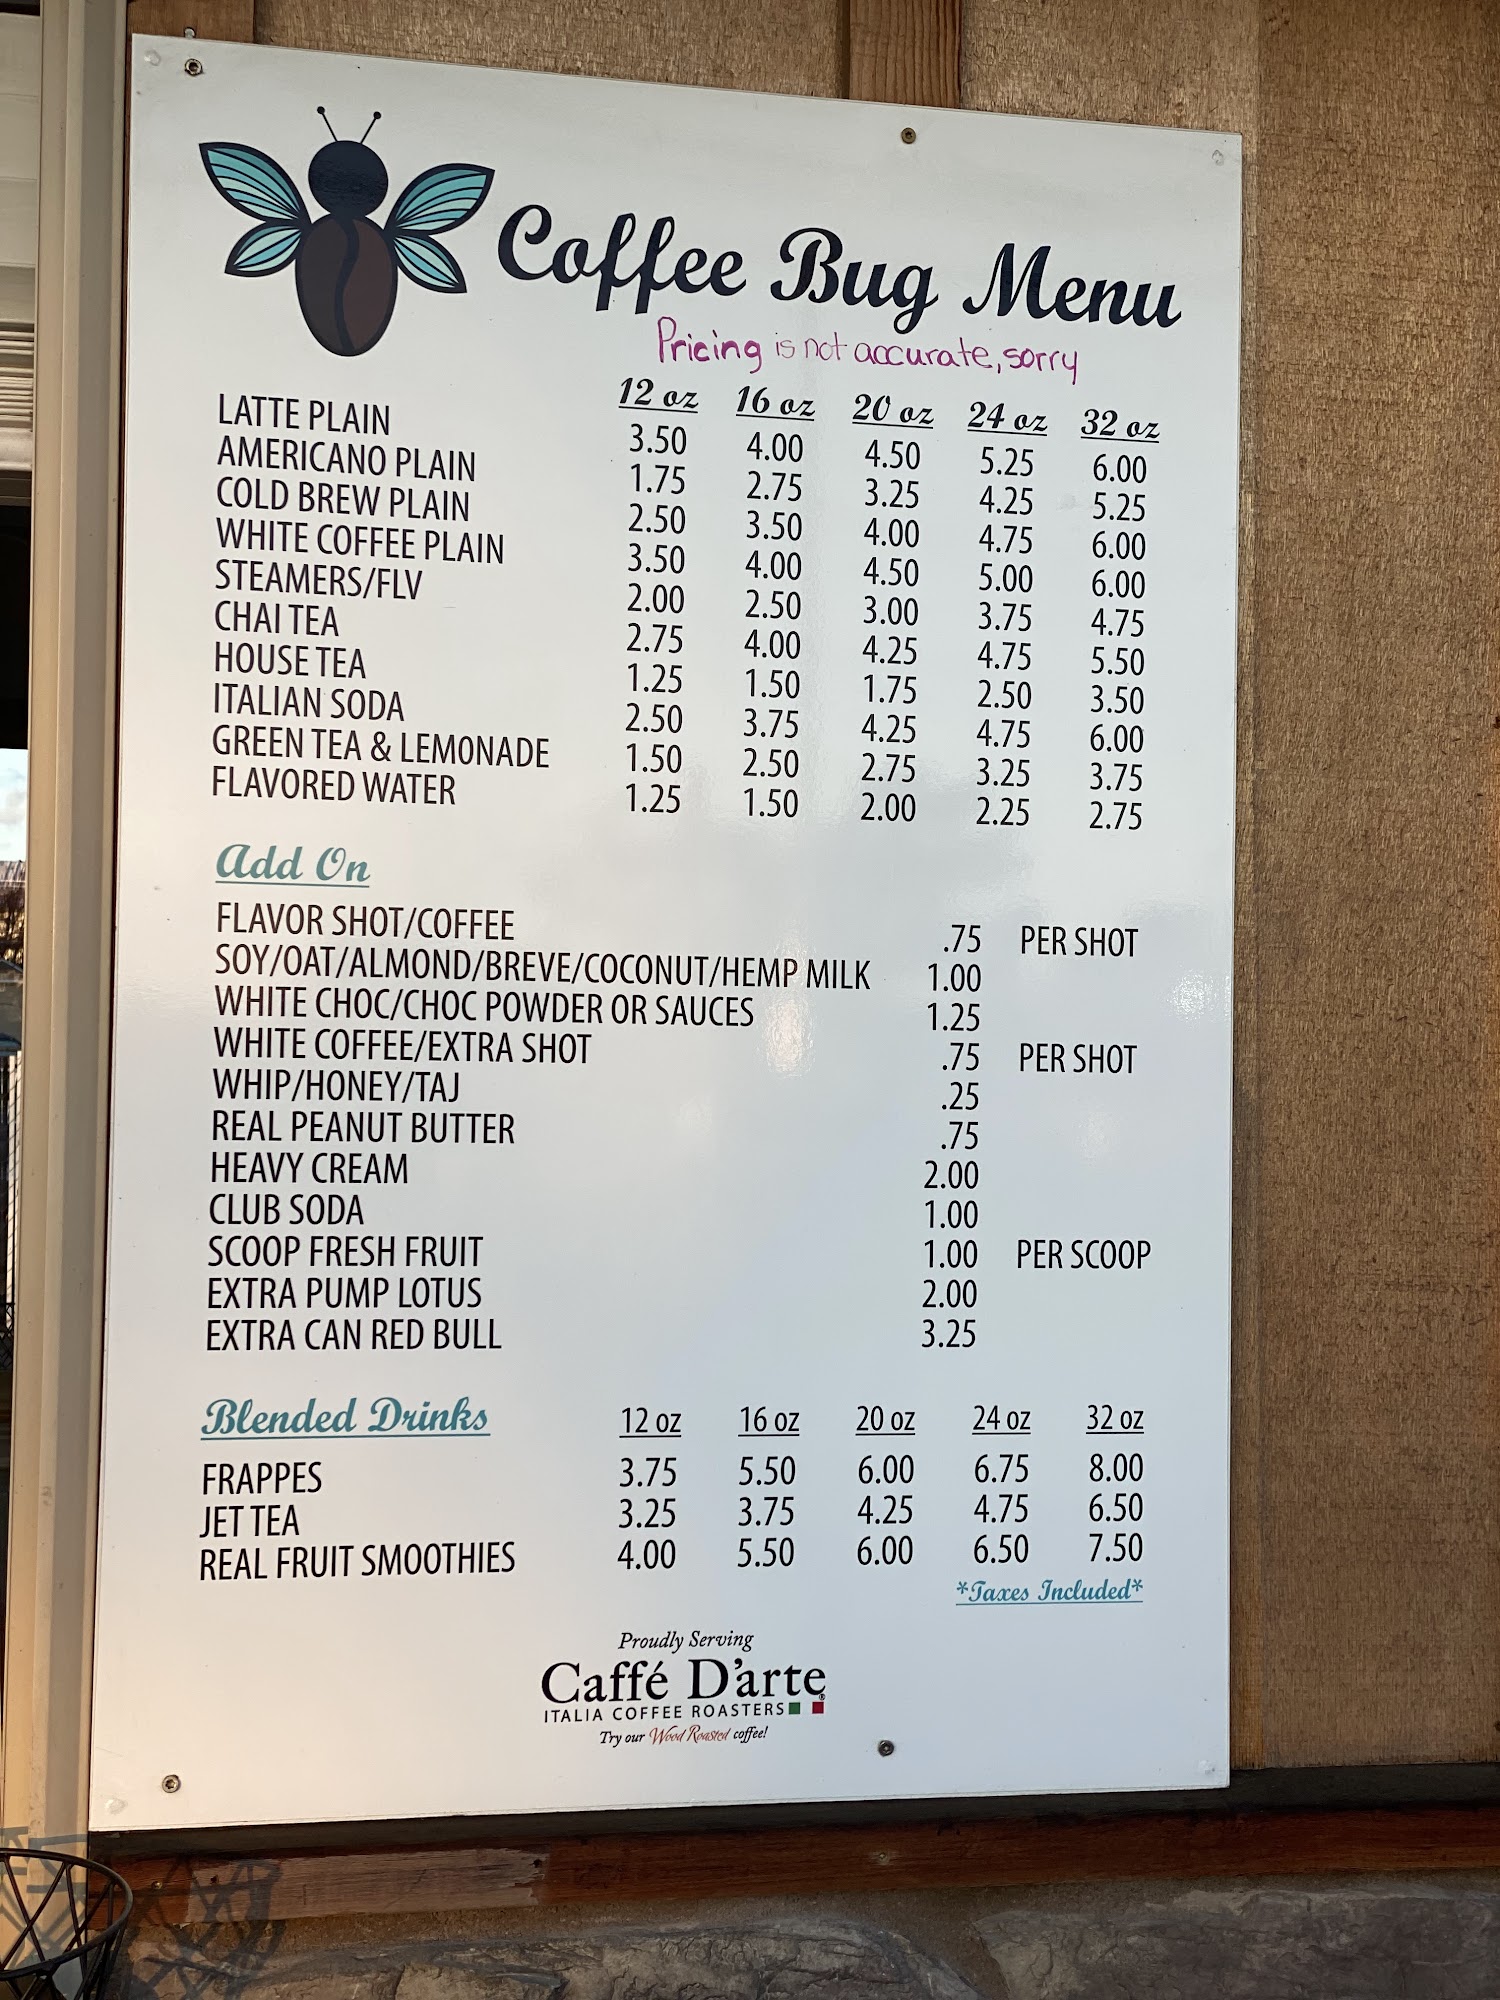 Coffee Bug Menu
Pricing is not accurate, sorry
12 oz 16 oz 20 oz 24 oz 32 oz
LATTE PLAIN 3.50 4.00 4.50 5.25 6.00
AMERICANO PLAIN 1.75 2.75 3.25 4.25 5.25
COLD BREW PLAIN 2.50 3.50 4.00 4.75 6.00
WHITE COFFEE PLAIN 3.50 4.00 4.50 5.00 6.00
STEAMERS/FLV 2.00 2.50 3.00 3.75 4.75
CHAI TEA 2.75 4.00 4.25 4.75 5.50
HOUSE TEA 1.25 1.50 1.75 2.50 3.50
ITALIAN SODA 2.50 3.75 4.25 4.75 6.00
GREEN TEA & LEMONADE 1.50 2.50 2.75 3.25 3.75
FLAVORED WATER 1.25 1.50 2.00 2.25 2.75
Add On
FLAVOR SHOT/COFFEE .75 PER SHOT
SOY/OAT/ALMOND/BREVE/COCONUT/HEMP MILK 1.00
WHITE CHOC/CHOC POWDER OR SAUCES 1.25
WHITE COFFEE/EXTRA SHOT .75 PER SHOT
WHIP/HONEY/TAJ .25
REAL PEANUT BUTTER .75
HEAVY CREAM 2.00
CLUB SODA 1.00
SCOOP FRESH FRUIT 1.00 PER SCOOP
EXTRA PUMP LOTUS 2.00
EXTRA CAN RED BULL 3.25
Blended Drinks 12 oz 16 oz 20 oz 24 oz 32 oz
FRAPPES 3.75 5.50 6.00 6.75 8.00
JET TEA 3.25 3.75 4.25 4.75 6.50
REAL FRUIT SMOOTHIES 4.00 5.50 6.00 6.50 7.50
*Taxes Included*
Proudly Serving
Caffé D'arte®
ITALIA COFFEE ROASTERS
Try our Wood Roasted coffee!